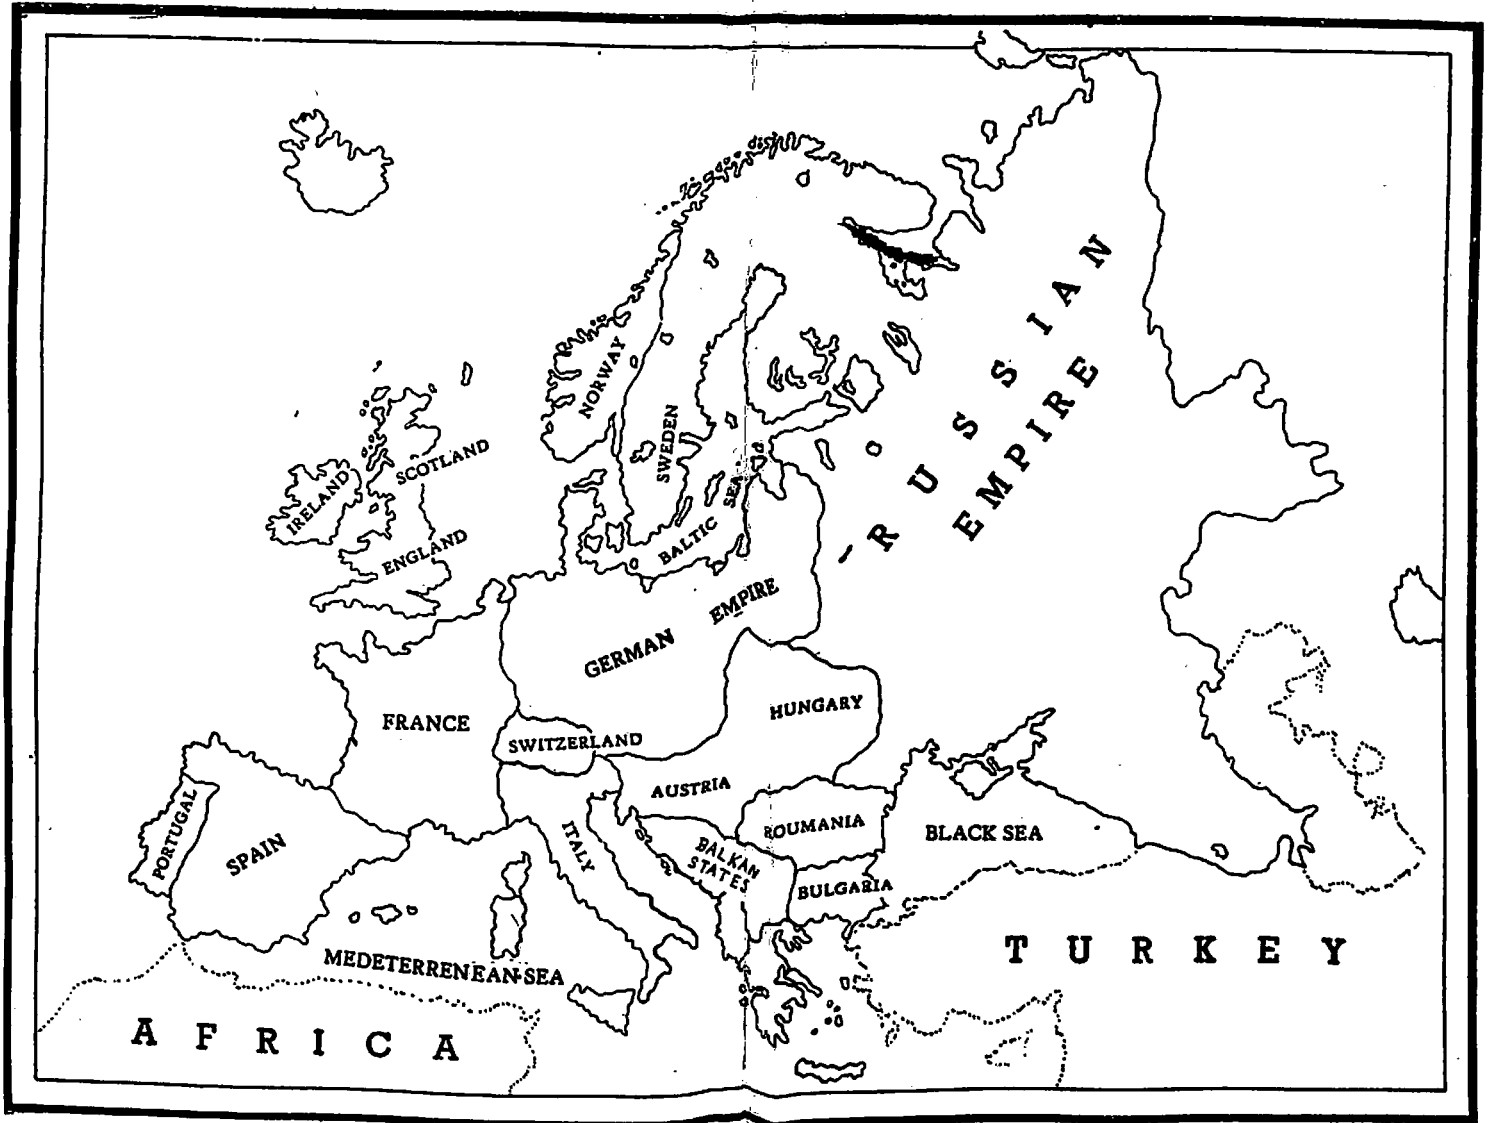 RUSSIAN
EMPIRE
NORWAY
SWEDEN
SCOTLAND
IRELAND
ENGLAND
BALTIC SEA
GERMAN EMPIRE
FRANCE
SWITZERLAND
HUNGARY
AUSTRIA
PORTUGAL
SPAIN
ITALY
ROUMANIA
BLACK SEA
BALKAN
STATES
BULGARIA
TURKEY
MEDETERRENEAN SEA
AFRICA